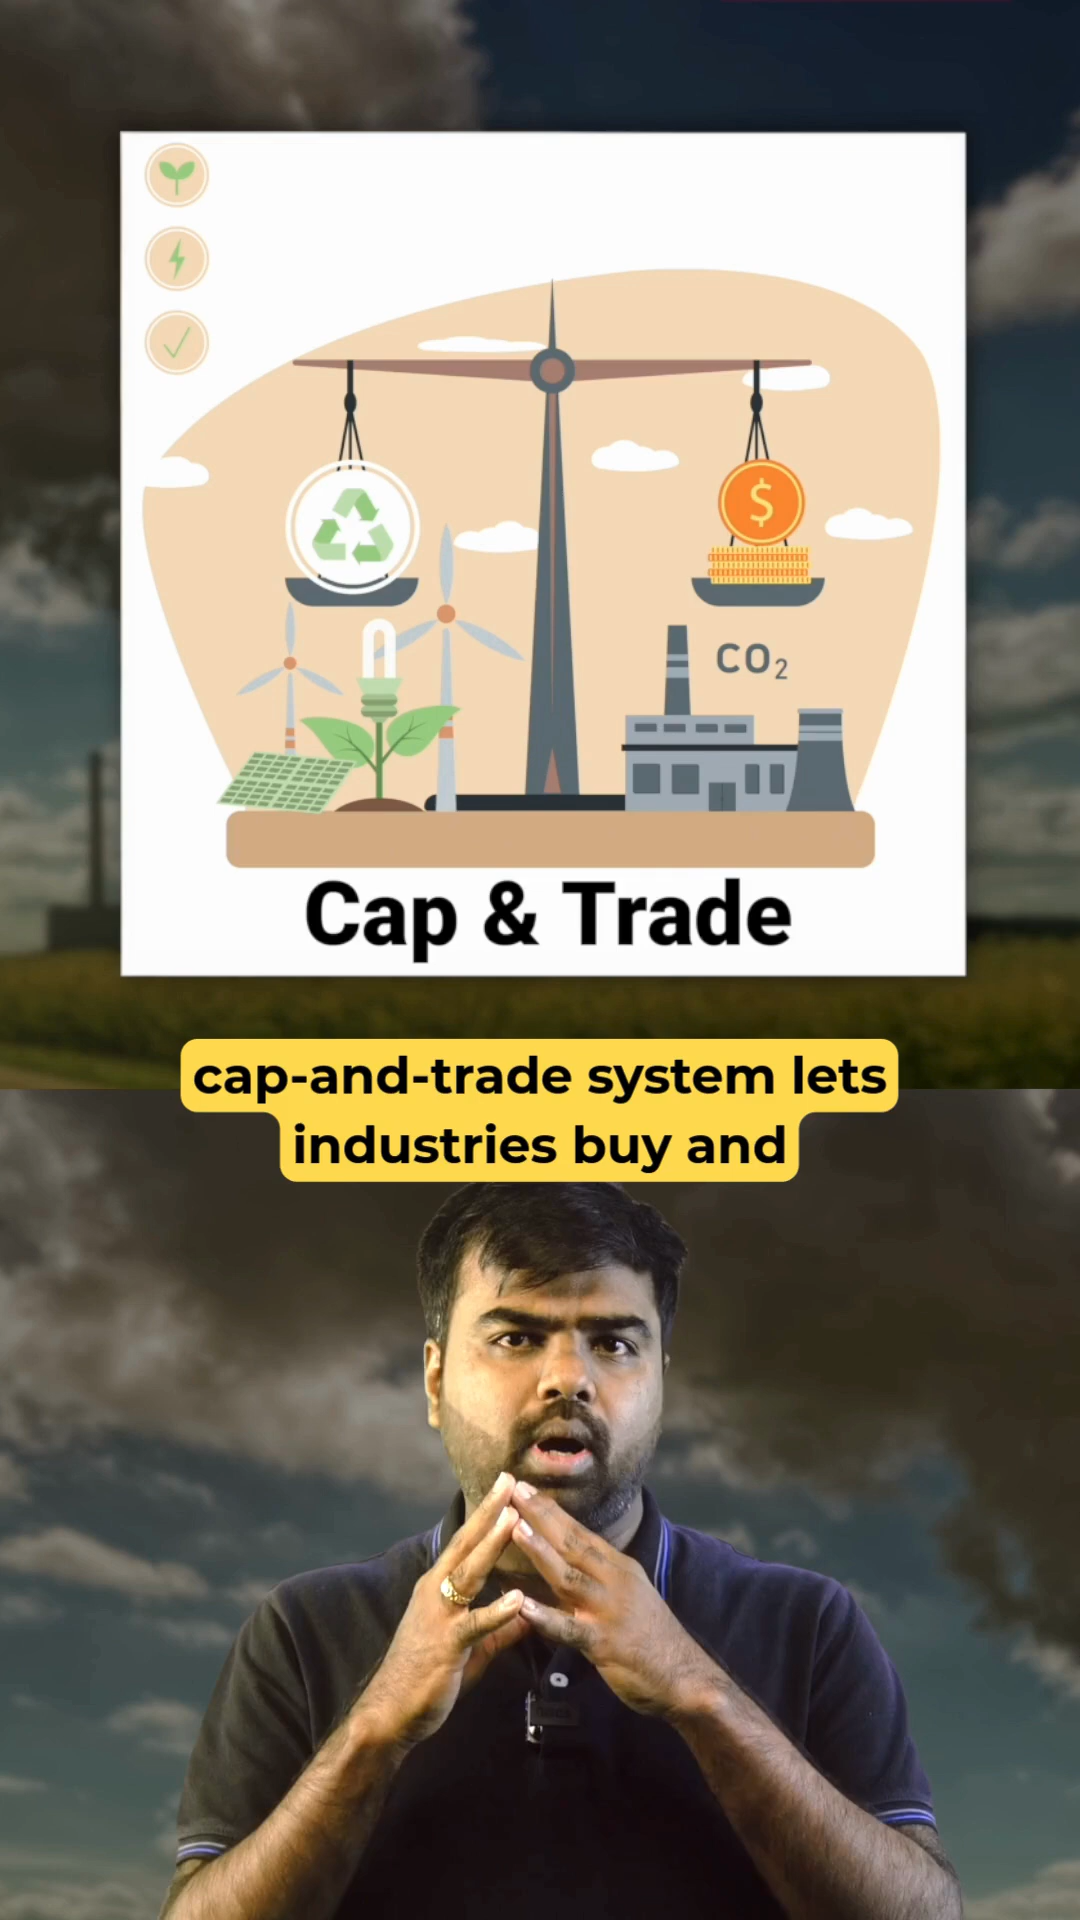 $
CO₂
Cap & Trade
cap-and-trade system lets
industries buy and